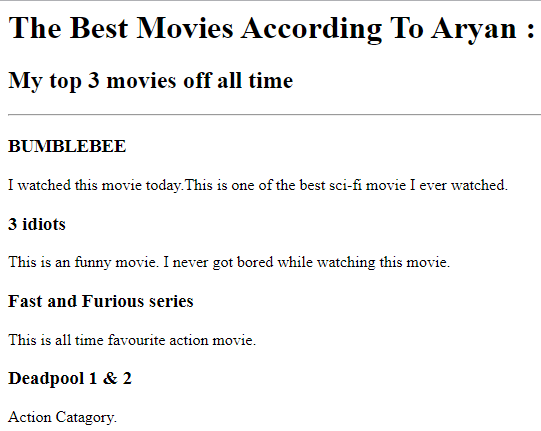 The Best Movies According To Aryan :
My top 3 movies off all time
BUMBLEBEE
I watched this movie today.This is one of the best sci-fi movie I ever watched.
3 idiots
This is an funny movie. I never got bored while watching this movie.
Fast and Furious series
This is all time favourite action movie.
Deadpool 1 & 2
Action Catagory.